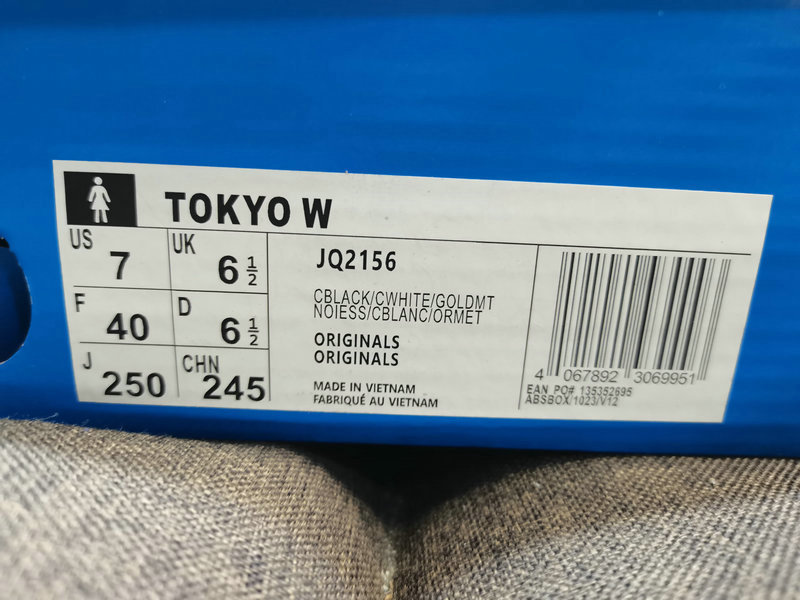 TOKYO W
US 7 UK 6 1/2
F 40 D 6 1/2
J 250 CHN 245
JQ2156
CBLACK/CWHITE/GOLDMT
NOIESS/CBLANC/ORMET
ORIGINALS
ORIGINALS
MADE IN VIETNAM
FABRIQUÉ AU VIETNAM
4 067892 306995 1
EAN PO# 135352695
ABSBOX/1023/V12